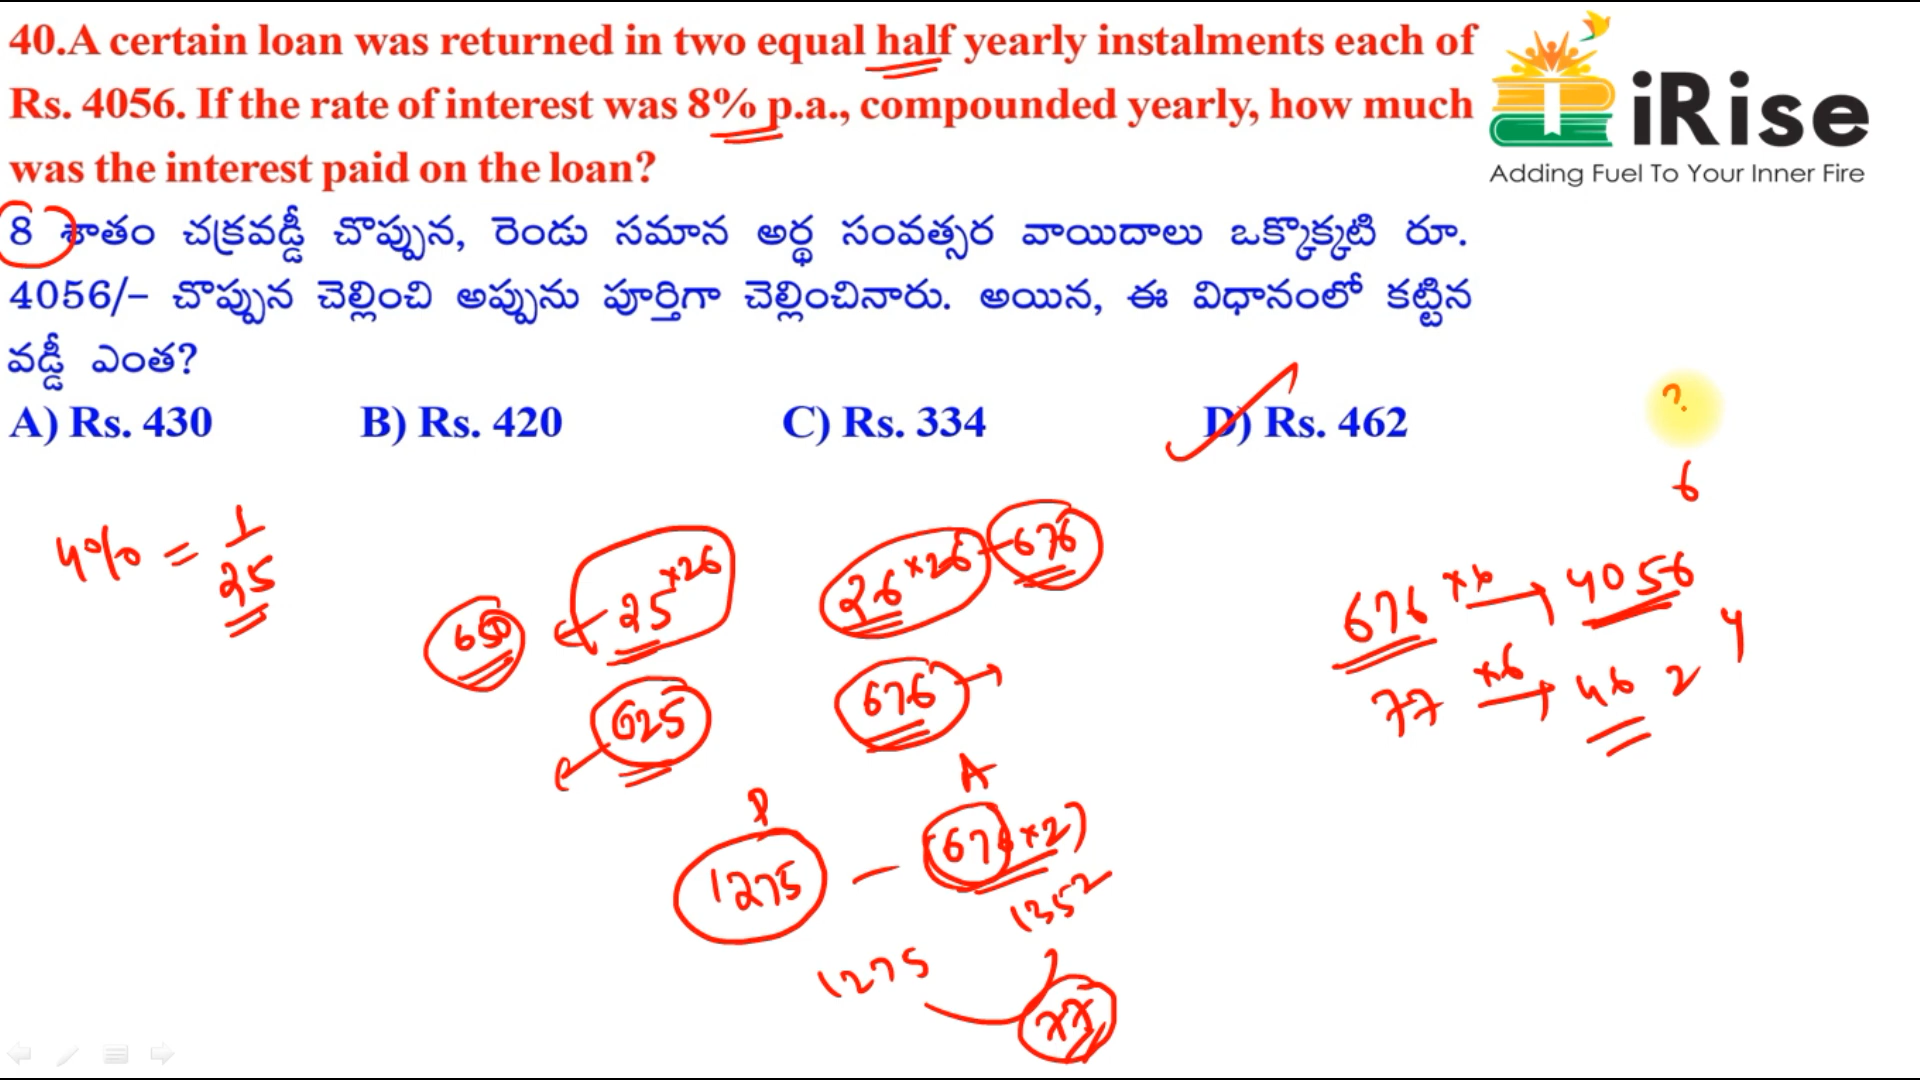 40.A certain loan was returned in two equal half yearly instalments each of
Rs. 4056. If the rate of interest was 8% p.a., compounded yearly, how much
was the interest paid on the loan?
iRise
Adding Fuel To Your Inner Fire
8 శాతం చక్రవడ్డీ చొప్పున, రెండు సమాన అర్థ సంవత్సర వాయిదాలు ఒక్కొక్కటి రూ.
4056/– చొప్పున చెల్లించి అప్పును పూర్తిగా చెల్లించినారు. అయిన, ఈ విధానంలో కట్టిన
వడ్డీ ఎంత?
A) Rs. 430 B) Rs. 420 C) Rs. 334 D) Rs. 462
?
6
4% = 1/25
650 25 ×26 26 ×26 676
625 676
676 ×6 4056
77 ×6 462
4
P A
1275 — (676×2)
1352
1275
77